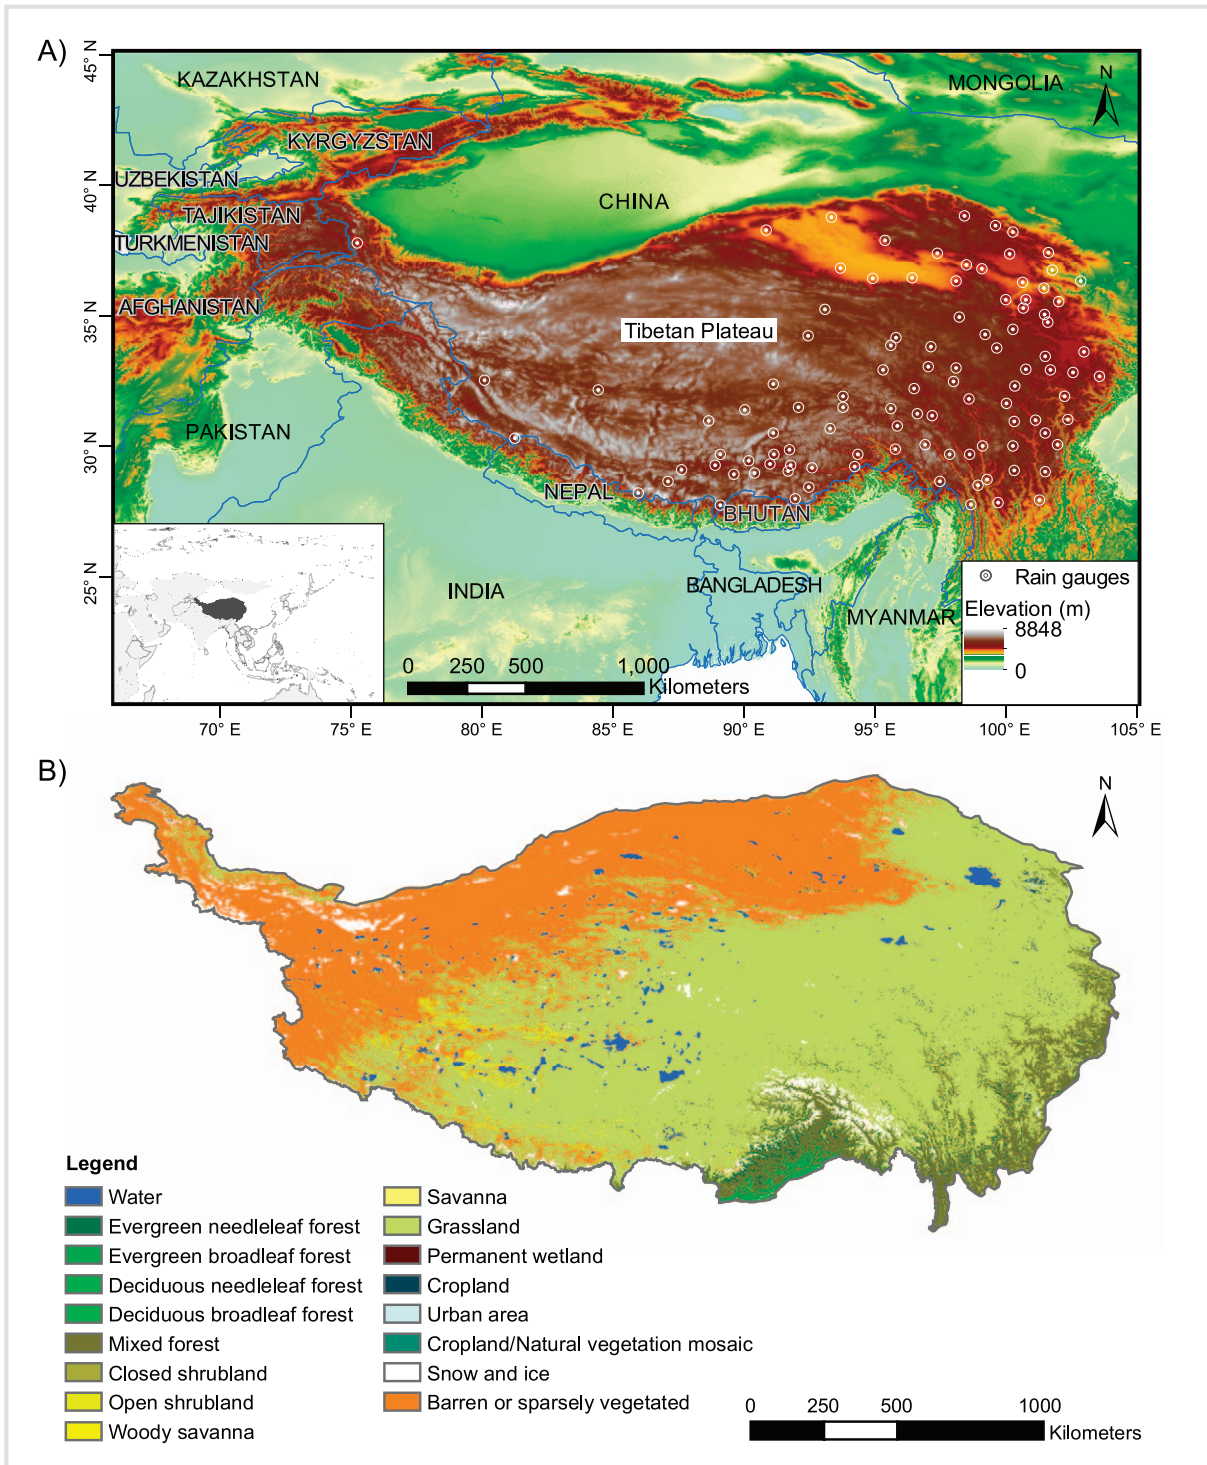 A)
45° N
40° N
35° N
30° N
25° N
KAZAKHSTAN
MONGOLIA
N
KYRGYZSTAN
UZBEKISTAN
CHINA
TAJIKISTAN
TURKMENISTAN
AFGHANISTAN
Tibetan Plateau
PAKISTAN
NEPAL
BHUTAN
INDIA
BANGLADESH
MYANMAR
Rain gauges
Elevation (m)
8848
0
0 250 500 1,000
Kilometers
70° E 75° E 80° E 85° E 90° E 95° E 100° E 105° E
B)
N
Legend
Water
Evergreen needleleaf forest
Evergreen broadleaf forest
Deciduous needleleaf forest
Deciduous broadleaf forest
Mixed forest
Closed shrubland
Open shrubland
Woody savanna
Savanna
Grassland
Permanent wetland
Cropland
Urban area
Cropland/Natural vegetation mosaic
Snow and ice
Barren or sparsely vegetated
0 250 500 1000
Kilometers